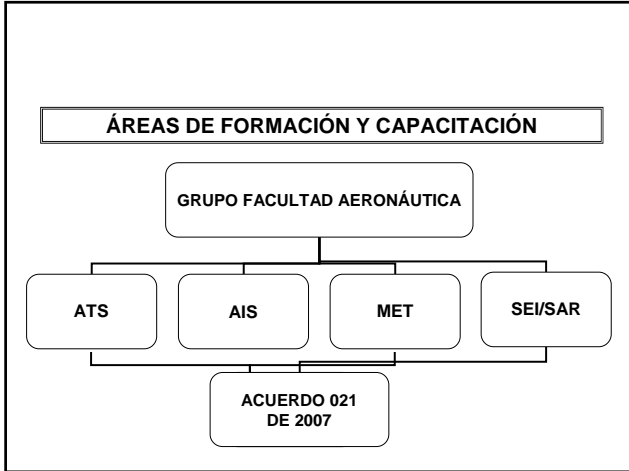 ÁREAS DE FORMACIÓN Y CAPACITACIÓN
GRUPO FACULTAD AERONÁUTICA
ATS
AIS
MET
SEI/SAR
ACUERDO 021
DE 2007